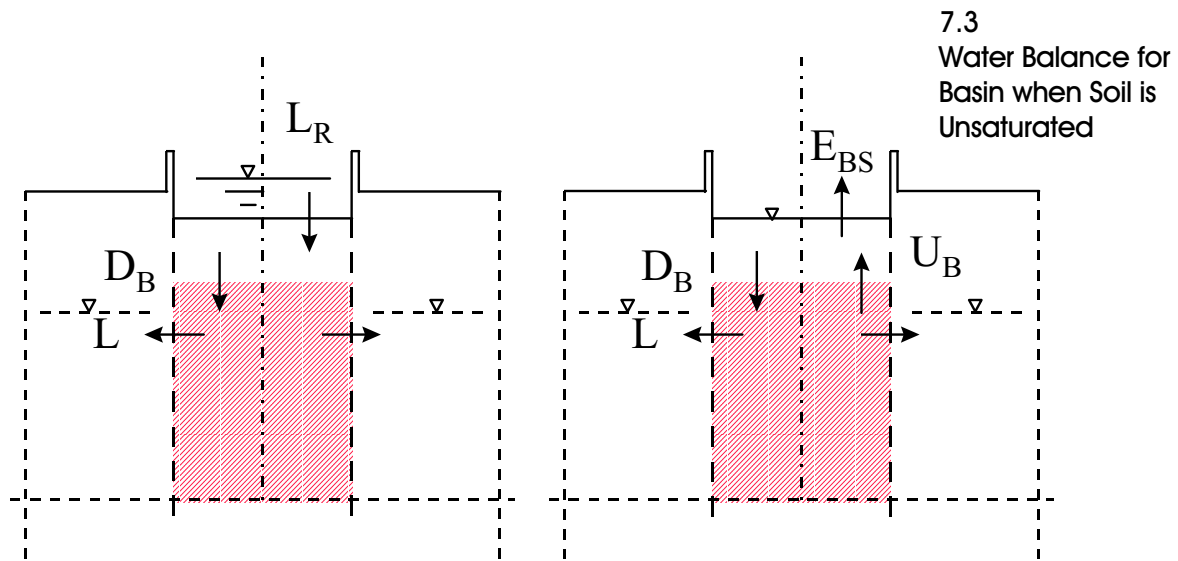 7.3
Water Balance for
Basin when Soil is
Unsaturated
L_R
D_B
L
E_BS
D_B
U_B
L